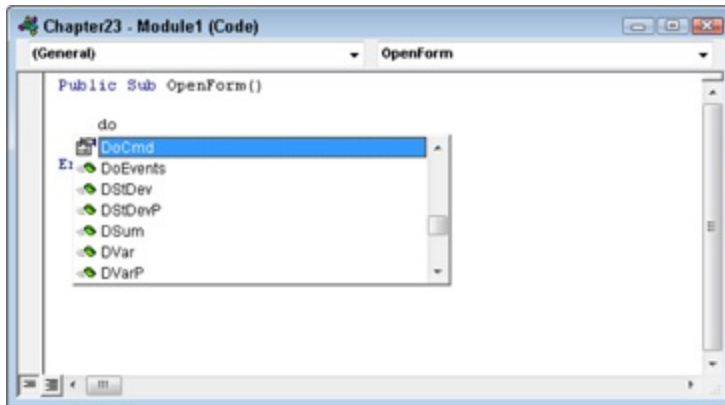 Chapter23 - Module1 (Code)
(General) OpenForm
Public Sub OpenForm()
do
DoCmd
DoEvents
DStDev
DStDevP
DSum
DVar
DVarP